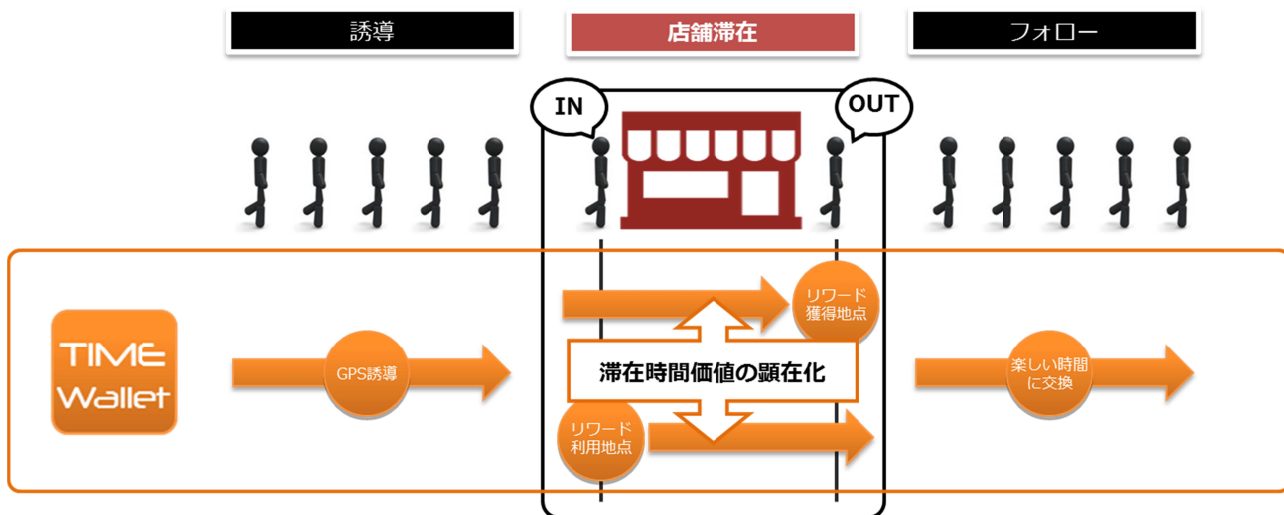 誘導
店舗滞在
フォロー
IN
OUT
TIME
Wallet
GPS誘導
リワード
獲得地点
滞在時間価値の顕在化
リワード
利用地点
楽しい時間
に交換